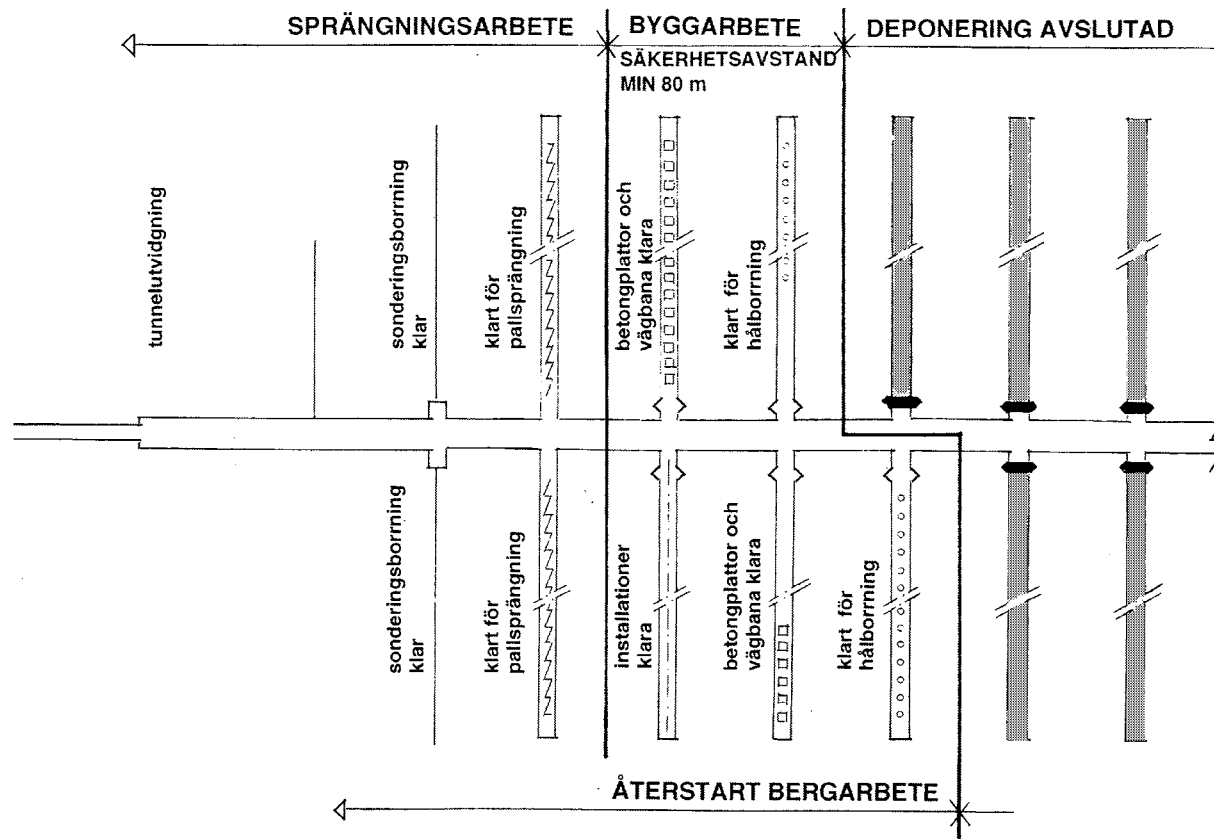 SPRÄNGNINGSARBETE
BYGGARBETE
DEPONERING AVSLUTAD
SÄKERHETSAVSTAND
MIN 80 m
tunnelutvidgning
sonderingsborrning
klar
klart för
pallsprängning
betongplattor och
vägbana klara
klart för
hålborrning
sonderingsborrning
klar
klart för
pallsprängning
installationer
klara
betongplattor och
vägbana klara
klart för
hålborrning
ÅTERSTART BERGARBETE